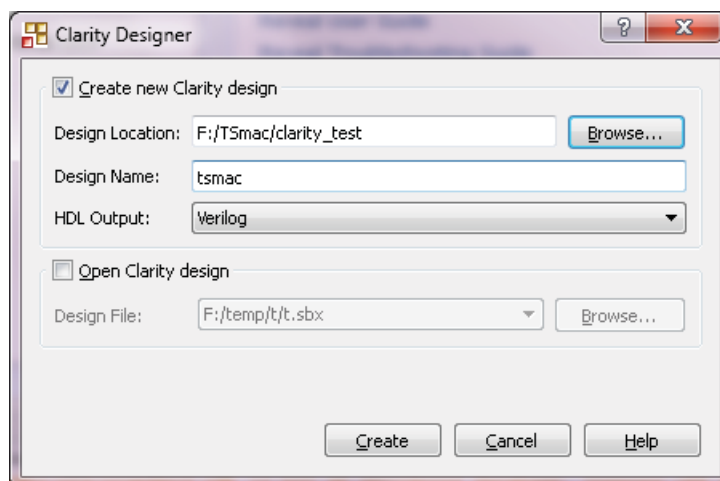 Clarity Designer
Create new Clarity design
Design Location: F:/TSmac/clarity_test Browse...
Design Name: tsmac
HDL Output: Verilog
Open Clarity design
Design File: F:/temp/t/t.sbx Browse...
Create Cancel Help